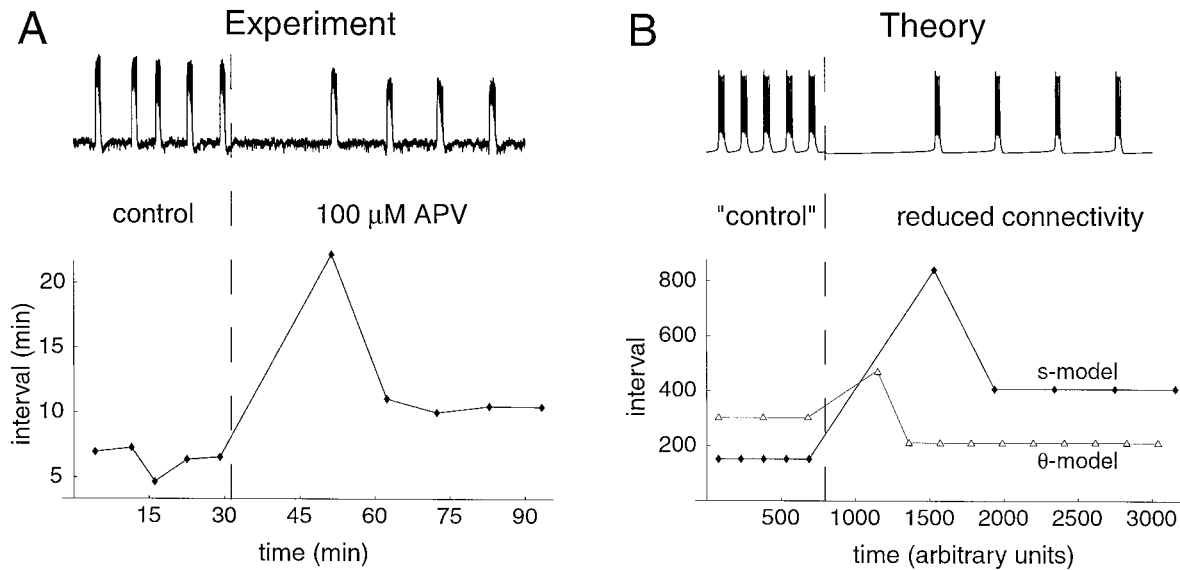 A
Experiment
control
100 µM APV
interval (min)
20
15
10
5
15
30
45
60
75
90
time (min)
B
Theory
"control"
reduced connectivity
interval
800
600
400
200
s-model
θ-model
500
1000
1500
2000
2500
3000
time (arbitrary units)